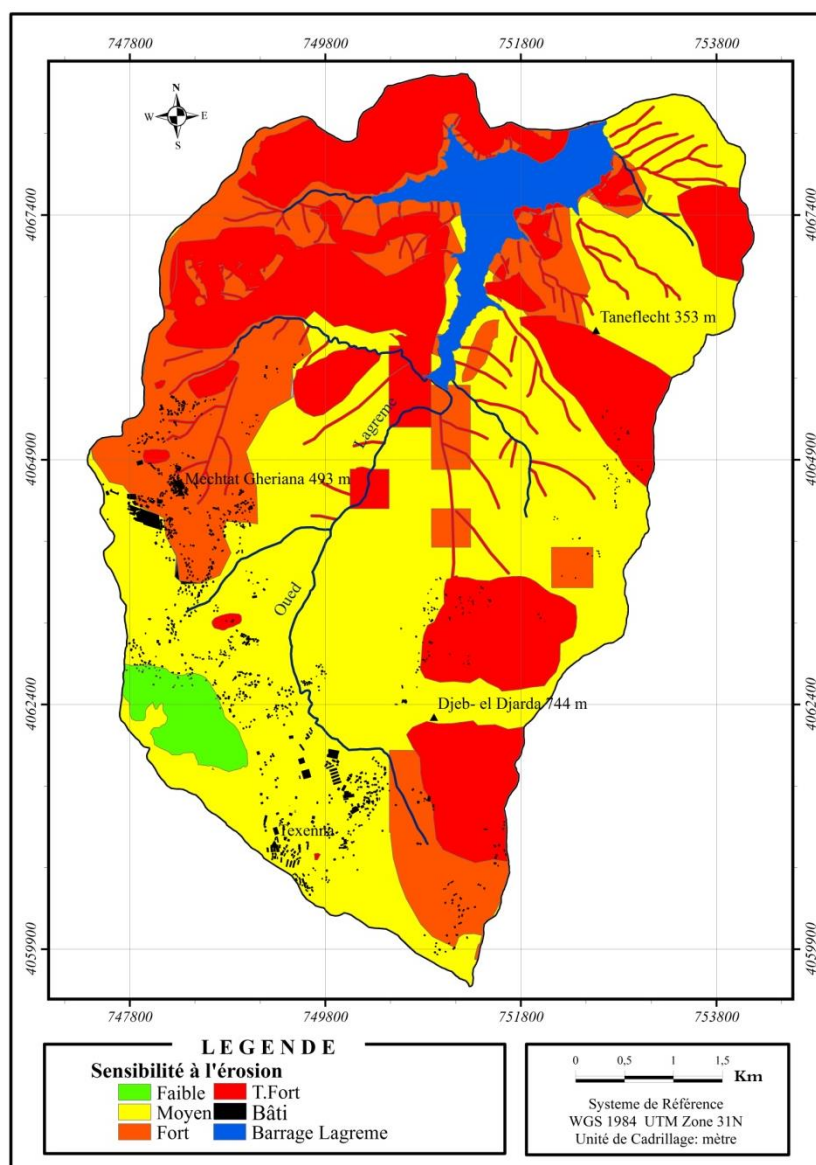 747800 749800 751800 753800
N
W E
S
4067400 4067400
Taneflecht 353 m
Lagreme
4064900 4064900
Mechtat Gheriana 493 m
Oued
4062400 4062400
Djeb- el Djarda 744 m
Texenna
4059900 4059900
747800 749800 751800 753800
LEGENDE
Sensibilité à l'érosion
Faible T.Fort
Moyen Bâti
Fort Barrage Lagreme
0 0,5 1 1,5
Km
Systeme de Référence
WGS 1984 UTM Zone 31N
Unité de Cadrillage: mètre